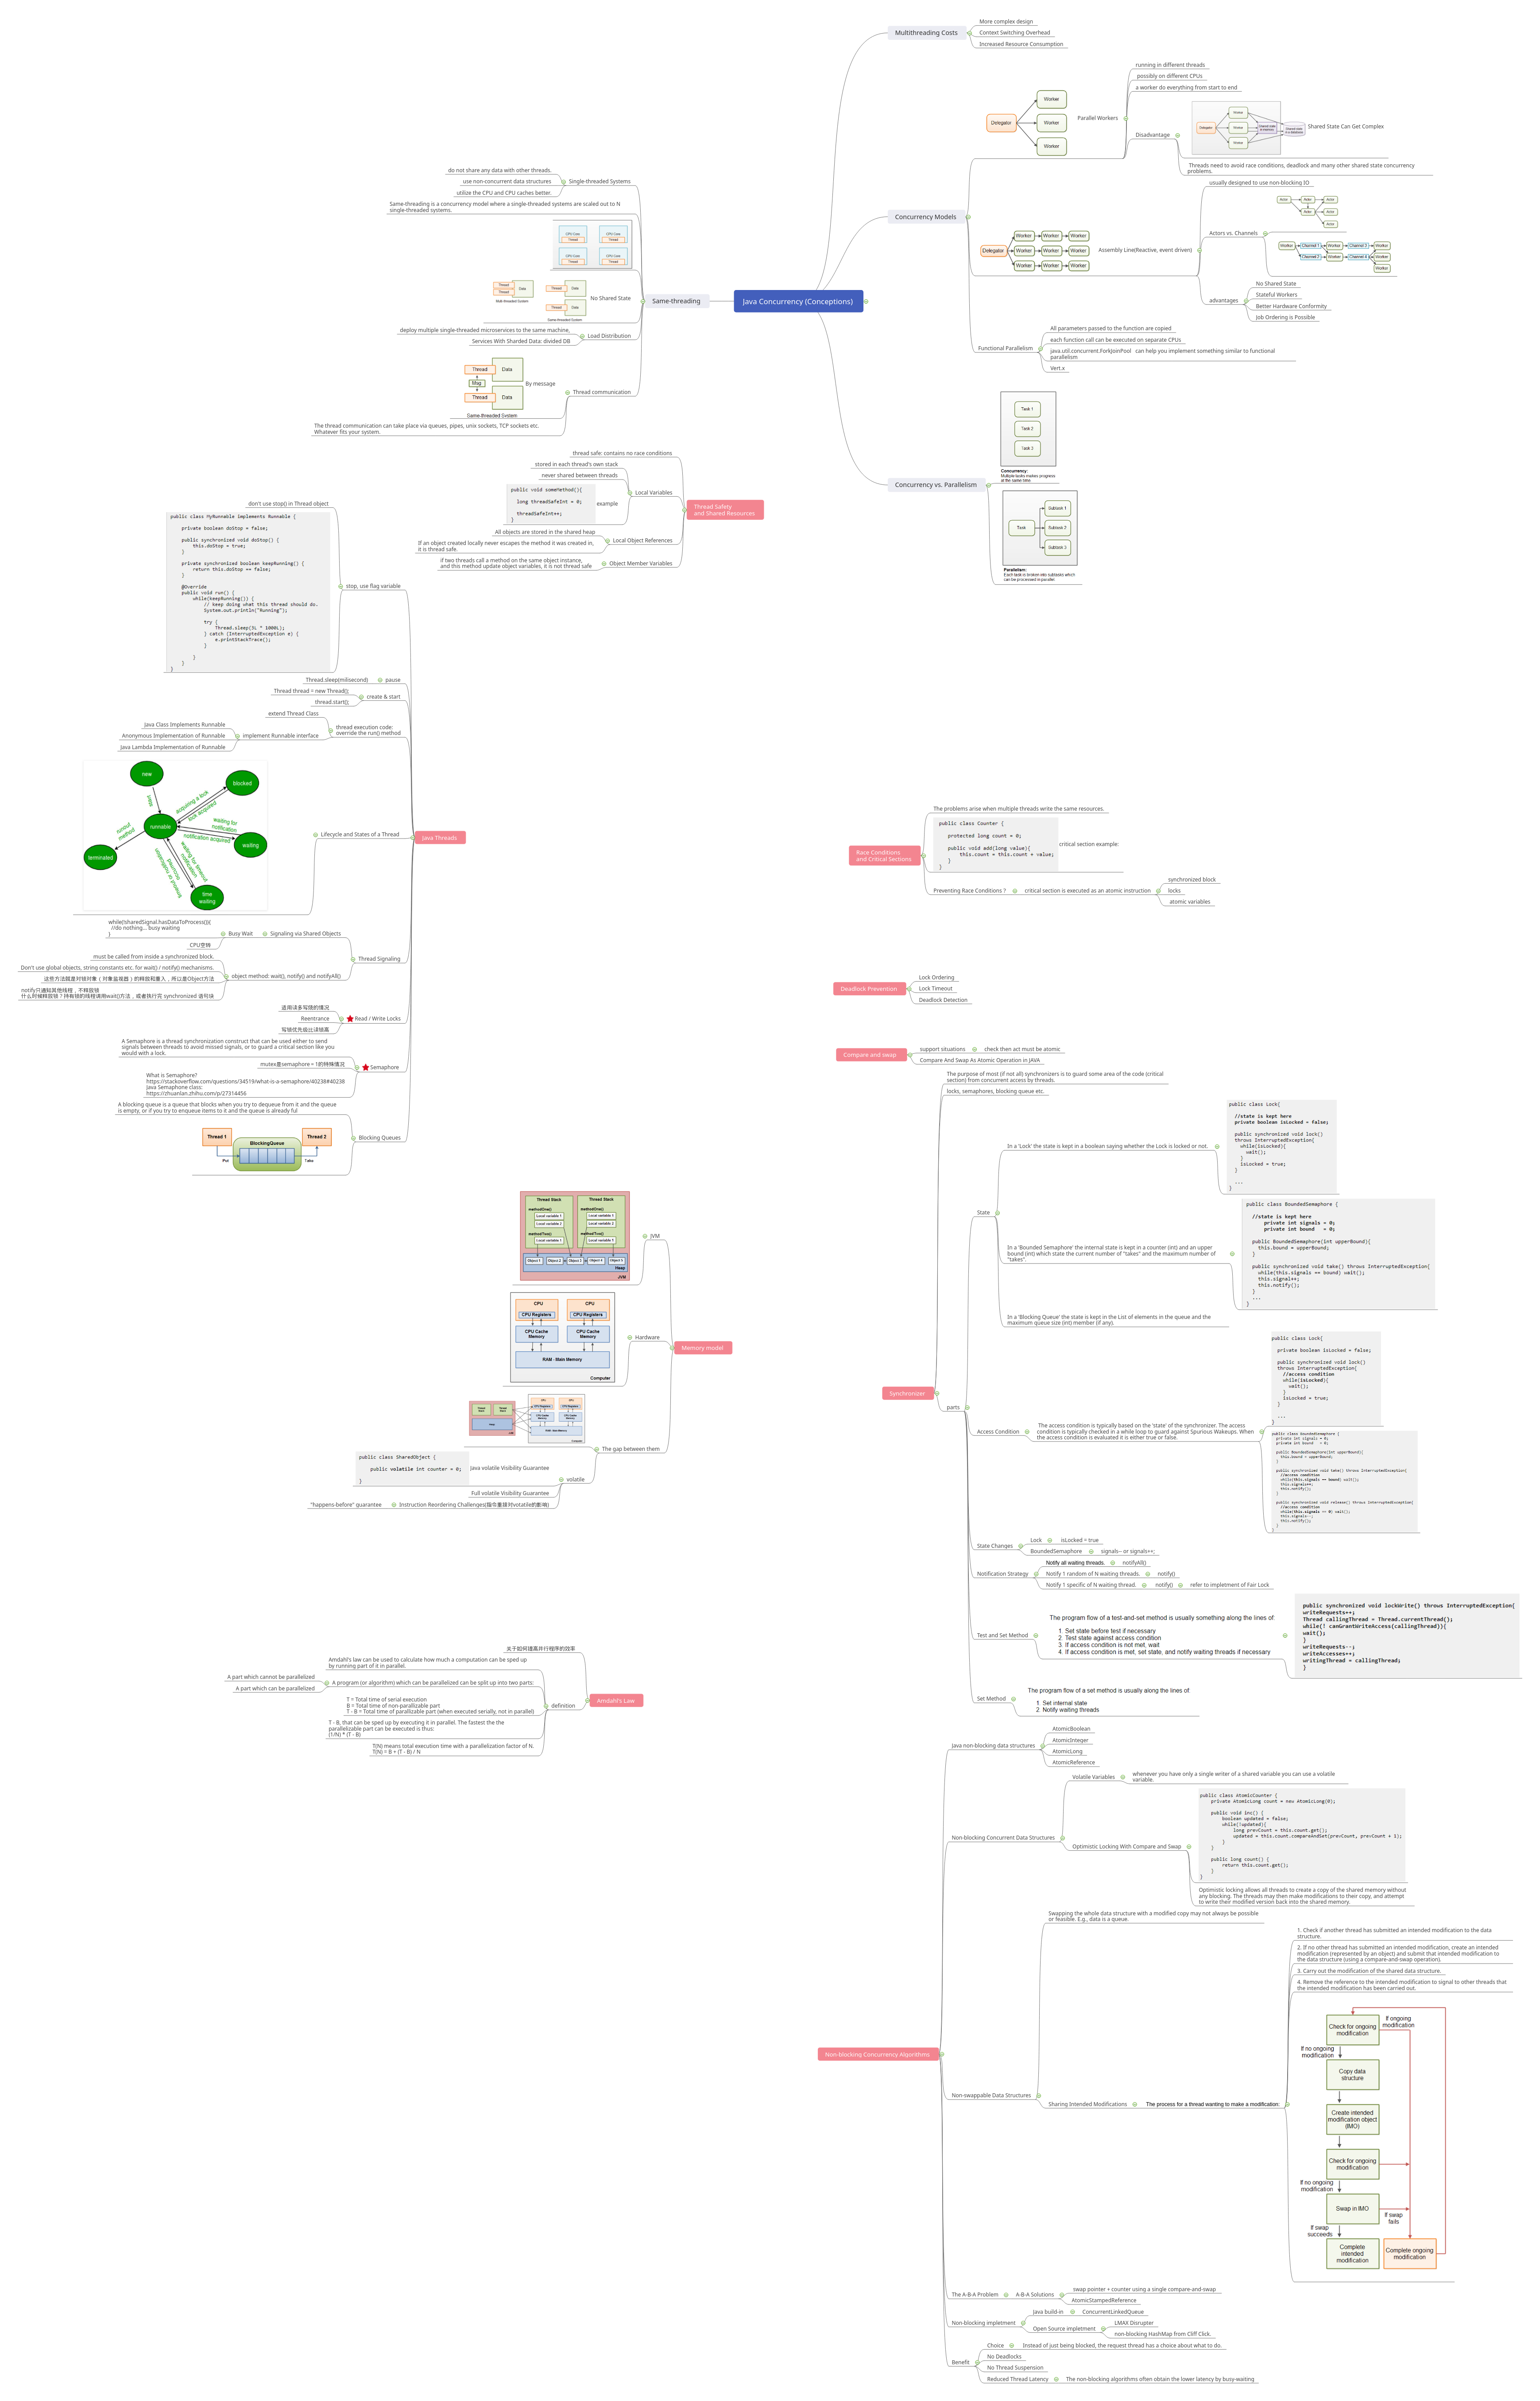 Java Concurrency (Conceptions)
Multithreading Costs
More complex design
Context Switching Overhead
Increased Resource Consumption
Concurrency Models
Delegator
Worker
Worker
Worker
Parallel Workers
running in different threads
possibly on different CPUs
a worker do everything from start to end
Disadvantage
Shared State Can Get Complex
Threads need to avoid race conditions, deadlock and many other shared state concurrency
problems.
Delegator
Worker
Worker
Worker
Worker
Worker
Worker
Worker
Worker
Worker
Assembly Line(Reactive, event driven)
usually designed to use non-blocking IO
Actors vs. Channels
Actor
Actor
Actor
Actor
Actor
Actor
Worker
Channel 1
Worker
Channel 3
Worker
Channel 2
Worker
Channel 4
Worker
Worker
advantages
No Shared State
Stateful Workers
Better Hardware Conformity
Job Ordering is Possible
Functional Parallelism
All parameters passed to the function are copied
each function call can be executed on separate CPUs
java.util.concurrent.ForkJoinPool can help you implement something similar to functional
parallelism
Vert.x
Concurrency vs. Parallelism
Task 1
Task 2
Task 3
Concurrency:
Multiple tasks makes progress
at the same time.
Task
Subtask 1
Subtask 2
Subtask 3
Parallelism:
Each task is broken into subtasks which
can be processed in parallel.
Same-threading
Single-threaded Systems
do not share any data with other threads.
use non-concurrent data structures
utilize the CPU and CPU caches better.
Same-threading is a concurrency model where a single-threaded systems are scaled out to N
single-threaded systems.
CPU Core
Thread
CPU Core
Thread
CPU Core
Thread
CPU Core
Thread
No Shared State
Thread
Thread
Data
Multi-threaded System
Thread
Data
Thread
Data
Same-threaded System
Load Distribution
deploy multiple single-threaded microservices to the same machine,
Services With Sharded Data: divided DB
Thread communication
Thread
Data
Msg
Thread
Data
Same-threaded System
By message
The thread communication can take place via queues, pipes, unix sockets, TCP sockets etc.
Whatever fits your system.
Thread Safety
and Shared Resources
thread safe: contains no race conditions
Local Variables
stored in each thread's own stack
never shared between threads
public void someMethod(){
long threadSafeInt = 0;
threadSafeInt++;
}
example
Local Object References
All objects are stored in the shared heap
If an object created locally never escapes the method it was created in,
it is thread safe.
Object Member Variables
if two threads call a method on the same object instance,
and this method update object variables, it is not thread safe
Java Threads
stop, use flag variable
don't use stop() in Thread object
public class MyRunnable implements Runnable {
private boolean doStop = false;
public synchronized void doStop() {
this.doStop = true;
}
private synchronized boolean keepRunning() {
return this.doStop == false;
}
@Override
public void run() {
while(keepRunning()) {
// keep doing what this thread should do.
System.out.println("Running");
try {
Thread.sleep(3L * 1000L);
} catch (InterruptedException e) {
e.printStackTrace();
}
}
}
}
pause
Thread.sleep(milisecond)
create & start
Thread thread = new Thread();
thread.start();
thread execution code:
override the run() method
extend Thread Class
implement Runnable interface
Java Class Implements Runnable
Anonymous Implementation of Runnable
Java Lambda Implementation of Runnable
Lifecycle and States of a Thread
new
blocked
runnable
waiting
terminated
time
waiting
start
acquiring a lock
lock acquired
waiting for
notification
notification acquired
run/out
method
waiting for timeout
notification
timeout or notification
occurred
Thread Signaling
Signaling via Shared Objects
Busy Wait
while(!sharedSignal.hasDataToProcess()){
//do nothing... busy waiting
}
CPU空转
object method: wait(), notify() and notifyAll()
must be called from inside a synchronized block.
Don't use global objects, string constants etc. for wait() / notify() mechanisms.
这些方法就是对锁对象（对象监视器）的释放和重入，所以是Object方法
notify只通知其他线程，不释放锁
什么时候释放锁？持有锁的线程调用wait()方法，或者执行完 synchronized 语句块
Read / Write Locks
适用读多写饶的情况
Reentrance
写锁优先级比读锁高
Semaphore
A Semaphore is a thread synchronization construct that can be used either to send
signals between threads to avoid missed signals, or to guard a critical section like you
would with a lock.
mutex是semaphore = 1的特殊情况
What is Semaphore?
https://stackoverflow.com/questions/34519/what-is-a-semaphore/40238#40238
Java Semaphone class:
https://zhuanlan.zhihu.com/p/27314456
Blocking Queues
A blocking queue is a queue that blocks when you try to dequeue from it and the queue
is empty, or if you try to enqueue items to it and the queue is already ful
Thread 1
BlockingQueue
Thread 2
Put
Take
Race Conditions
and Critical Sections
The problems arise when multiple threads write the same resources.
public class Counter {
protected long count = 0;
public void add(long value){
this.count = this.count + value;
}
}
critical section example:
Preventing Race Conditions ?
critical section is executed as an atomic instruction
synchronized block
locks
atomic variables
Deadlock Prevention
Lock Ordering
Lock Timeout
Deadlock Detection
Compare and swap
support situations
check then act must be atomic
Compare And Swap As Atomic Operation in JAVA
Memory model
JVM
Thread Stack
methodOne()
Local variable 1
Local variable 2
methodTwo()
Local variable 1
Thread Stack
methodOne()
Local variable 1
Local variable 2
methodTwo()
Local variable 1
Object 1
Object 2
Object 3
Object 4
Object 5
Heap
JVM
Hardware
CPU
CPU Registers
CPU
CPU Registers
CPU Cache
Memory
CPU Cache
Memory
RAM - Main Memory
Computer
The gap between them
volatile
public class SharedObject {
public volatile int counter = 0;
}
Java volatile Visibility Guarantee
Full volatile Visibility Guarantee
Instruction Reordering Challenges(指令重排对votatile的影响)
"happens-before" guarantee
Synchronizer
The purpose of most (if not all) synchronizers is to guard some area of the code (critical
section) from concurrent access by threads.
locks, semaphores, blocking queue etc.
parts
State
In a 'Lock' the state is kept in a boolean saying whether the Lock is locked or not.
public class Lock{
//state is kept here
private boolean isLocked = false;
public synchronized void lock()
throws InterruptedException{
while(isLocked){
wait();
}
isLocked = true;
}
...
}
In a 'Bounded Semaphore' the internal state is kept in a counter (int) and an upper
bound (int) which state the current number of "takes" and the maximum number of
"takes".
public class BoundedSemaphore {
//state is kept here
private int signals = 0;
private int bound = 0;
public BoundedSemaphore(int upperBound){
this.bound = upperBound;
}
public synchronized void take() throws InterruptedException{
while(this.signals == bound) wait();
this.signal++;
this.notify();
}
...
}
In a 'Blocking Queue' the state is kept in the List of elements in the queue and the
maximum queue size (int) member (if any).
Access Condition
The access condition is typically based on the 'state' of the synchronizer. The access
condition is typically checked in a while loop to guard against Spurious Wakeups. When
the access condition is evaluated it is either true or false.
public class Lock{
private boolean isLocked = false;
public synchronized void lock()
throws InterruptedException{
//access condition
while(isLocked){
wait();
}
isLocked = true;
}
...
}
public class BoundedSemaphore {
private int signals = 0;
private int bound = 0;
public BoundedSemaphore(int upperBound){
this.bound = upperBound;
}
public synchronized void take() throws InterruptedException{
//access condition
while(this.signals == bound) wait();
this.signals++;
this.notify();
}
public synchronized void release() throws InterruptedException{
//access condition
while(this.signals == 0) wait();
this.signals--;
this.notify();
}
}
State Changes
Lock
isLocked = true
BoundedSemaphore
signals-- or signals++;
Notification Strategy
Notify all waiting threads.
notifyAll()
Notify 1 random of N waiting threads.
notify()
Notify 1 specific of N waiting thread.
notify()
refer to impletment of Fair Lock
Test and Set Method
The program flow of a test-and-set method is usually something along the lines of:
1. Set state before test if necessary
2. Test state against access condition
3. If access condition is not met, wait
4. If access condition is met, set state, and notify waiting threads if necessary
public synchronized void lockWrite() throws InterruptedException{
writeRequests++;
Thread callingThread = Thread.currentThread();
while(! canGrantWriteAccess(callingThread)){
wait();
}
writeRequests--;
writeAccesses++;
writingThread = callingThread;
}
Set Method
The program flow of a set method is usually along the lines of:
1. Set internal state
2. Notify waiting threads
Amdahl's Law
关于如何提高并行程序的效率
definition
Amdahl's law can be used to calculate how much a computation can be sped up
by running part of it in parallel.
A program (or algorithm) which can be parallelized can be split up into two parts:
A part which cannot be parallelized
A part which can be parallelized
T = Total time of serial execution
B = Total time of non-parallizable part
T - B = Total time of parallizable part (when executed serially, not in parallel)
T - B, that can be sped up by executing it in parallel. The fastest the the
parallelizable part can be executed is thus:
(1/N) * (T - B)
T(N) means total execution time with a parallelization factor of N.
T(N) = B + (T - B) / N
Non-blocking Concurrency Algorithms
Java non-blocking data structures
AtomicBoolean
AtomicInteger
AtomicLong
AtomicReference
Non-blocking Concurrent Data Structures
Volatile Variables
whenever you have only a single writer of a shared variable you can use a volatile
variable.
Optimistic Locking With Compare and Swap
public class AtomicCounter {
private AtomicLong count = new AtomicLong(0);
public void inc() {
boolean updated = false;
while(!updated){
long prevCount = this.count.get();
updated = this.count.compareAndSet(prevCount, prevCount + 1);
}
}
public long count() {
return this.count.get();
}
}
Optimistic locking allows all threads to create a copy of the shared memory without
any blocking. The threads may then make modifications to their copy, and attempt
to write their modified version back into the shared memory.
Non-swappable Data Structures
Swapping the whole data structure with a modified copy may not always be possible
or feasible. E.g., data is a queue.
Sharing Intended Modifications
The process for a thread wanting to make a modification:
1. Check if another thread has submitted an intended modification to the data
structure.
2. If no other thread has submitted an intended modification, create an intended
modification (represented by an object) and submit that intended modification to
the data structure (using a compare-and-swap operation).
3. Carry out the modification of the shared data structure.
4. Remove the reference to the intended modification to signal to other threads that
the intended modification has been carried out.
Check for ongoing
modification
If ongoing
modification
If no ongoing
modification
Copy data
structure
Create intended
modification object
(IMO)
Check for ongoing
modification
If no ongoing
modification
Swap in IMO
If swap
fails
If swap
succeeds
Complete
intended
modification
Complete ongoing
modification
The A-B-A Problem
A-B-A Solutions
swap pointer + counter using a single compare-and-swap
AtomicStampedReference
Non-blocking impletment
Java build-in
ConcurrentLinkedQueue
Open Source impletment
LMAX Disrupter
non-blocking HashMap from Cliff Click.
Benefit
Choice
Instead of just being blocked, the request thread has a choice about what to do.
No Deadlocks
No Thread Suspension
Reduced Thread Latency
The non-blocking algorithms often obtain the lower latency by busy-waiting